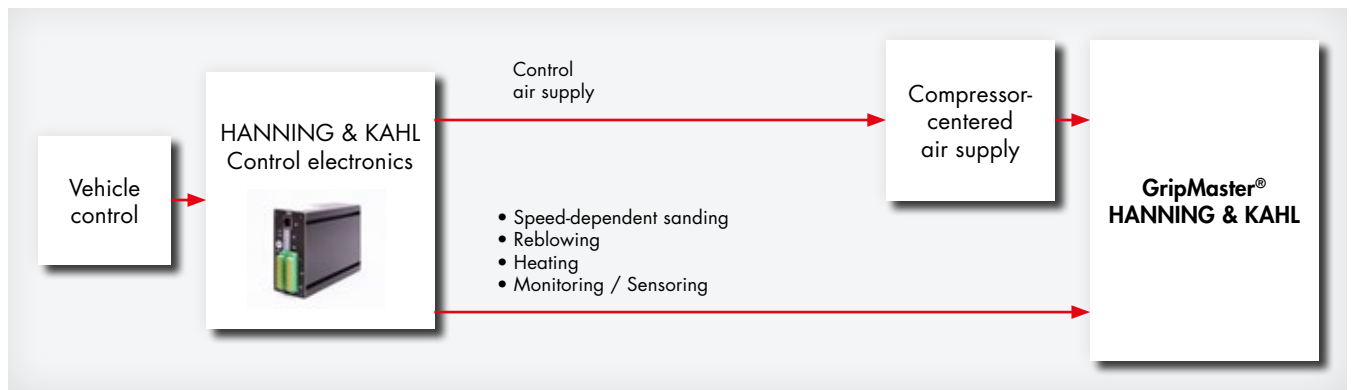 Vehicle
control
HANNING & KAHL
Control electronics
Control
air supply
• Speed-dependent sanding
• Reblowing
• Heating
• Monitoring / Sensoring
Compressor-
centered
air supply
GripMaster®
HANNING & KAHL